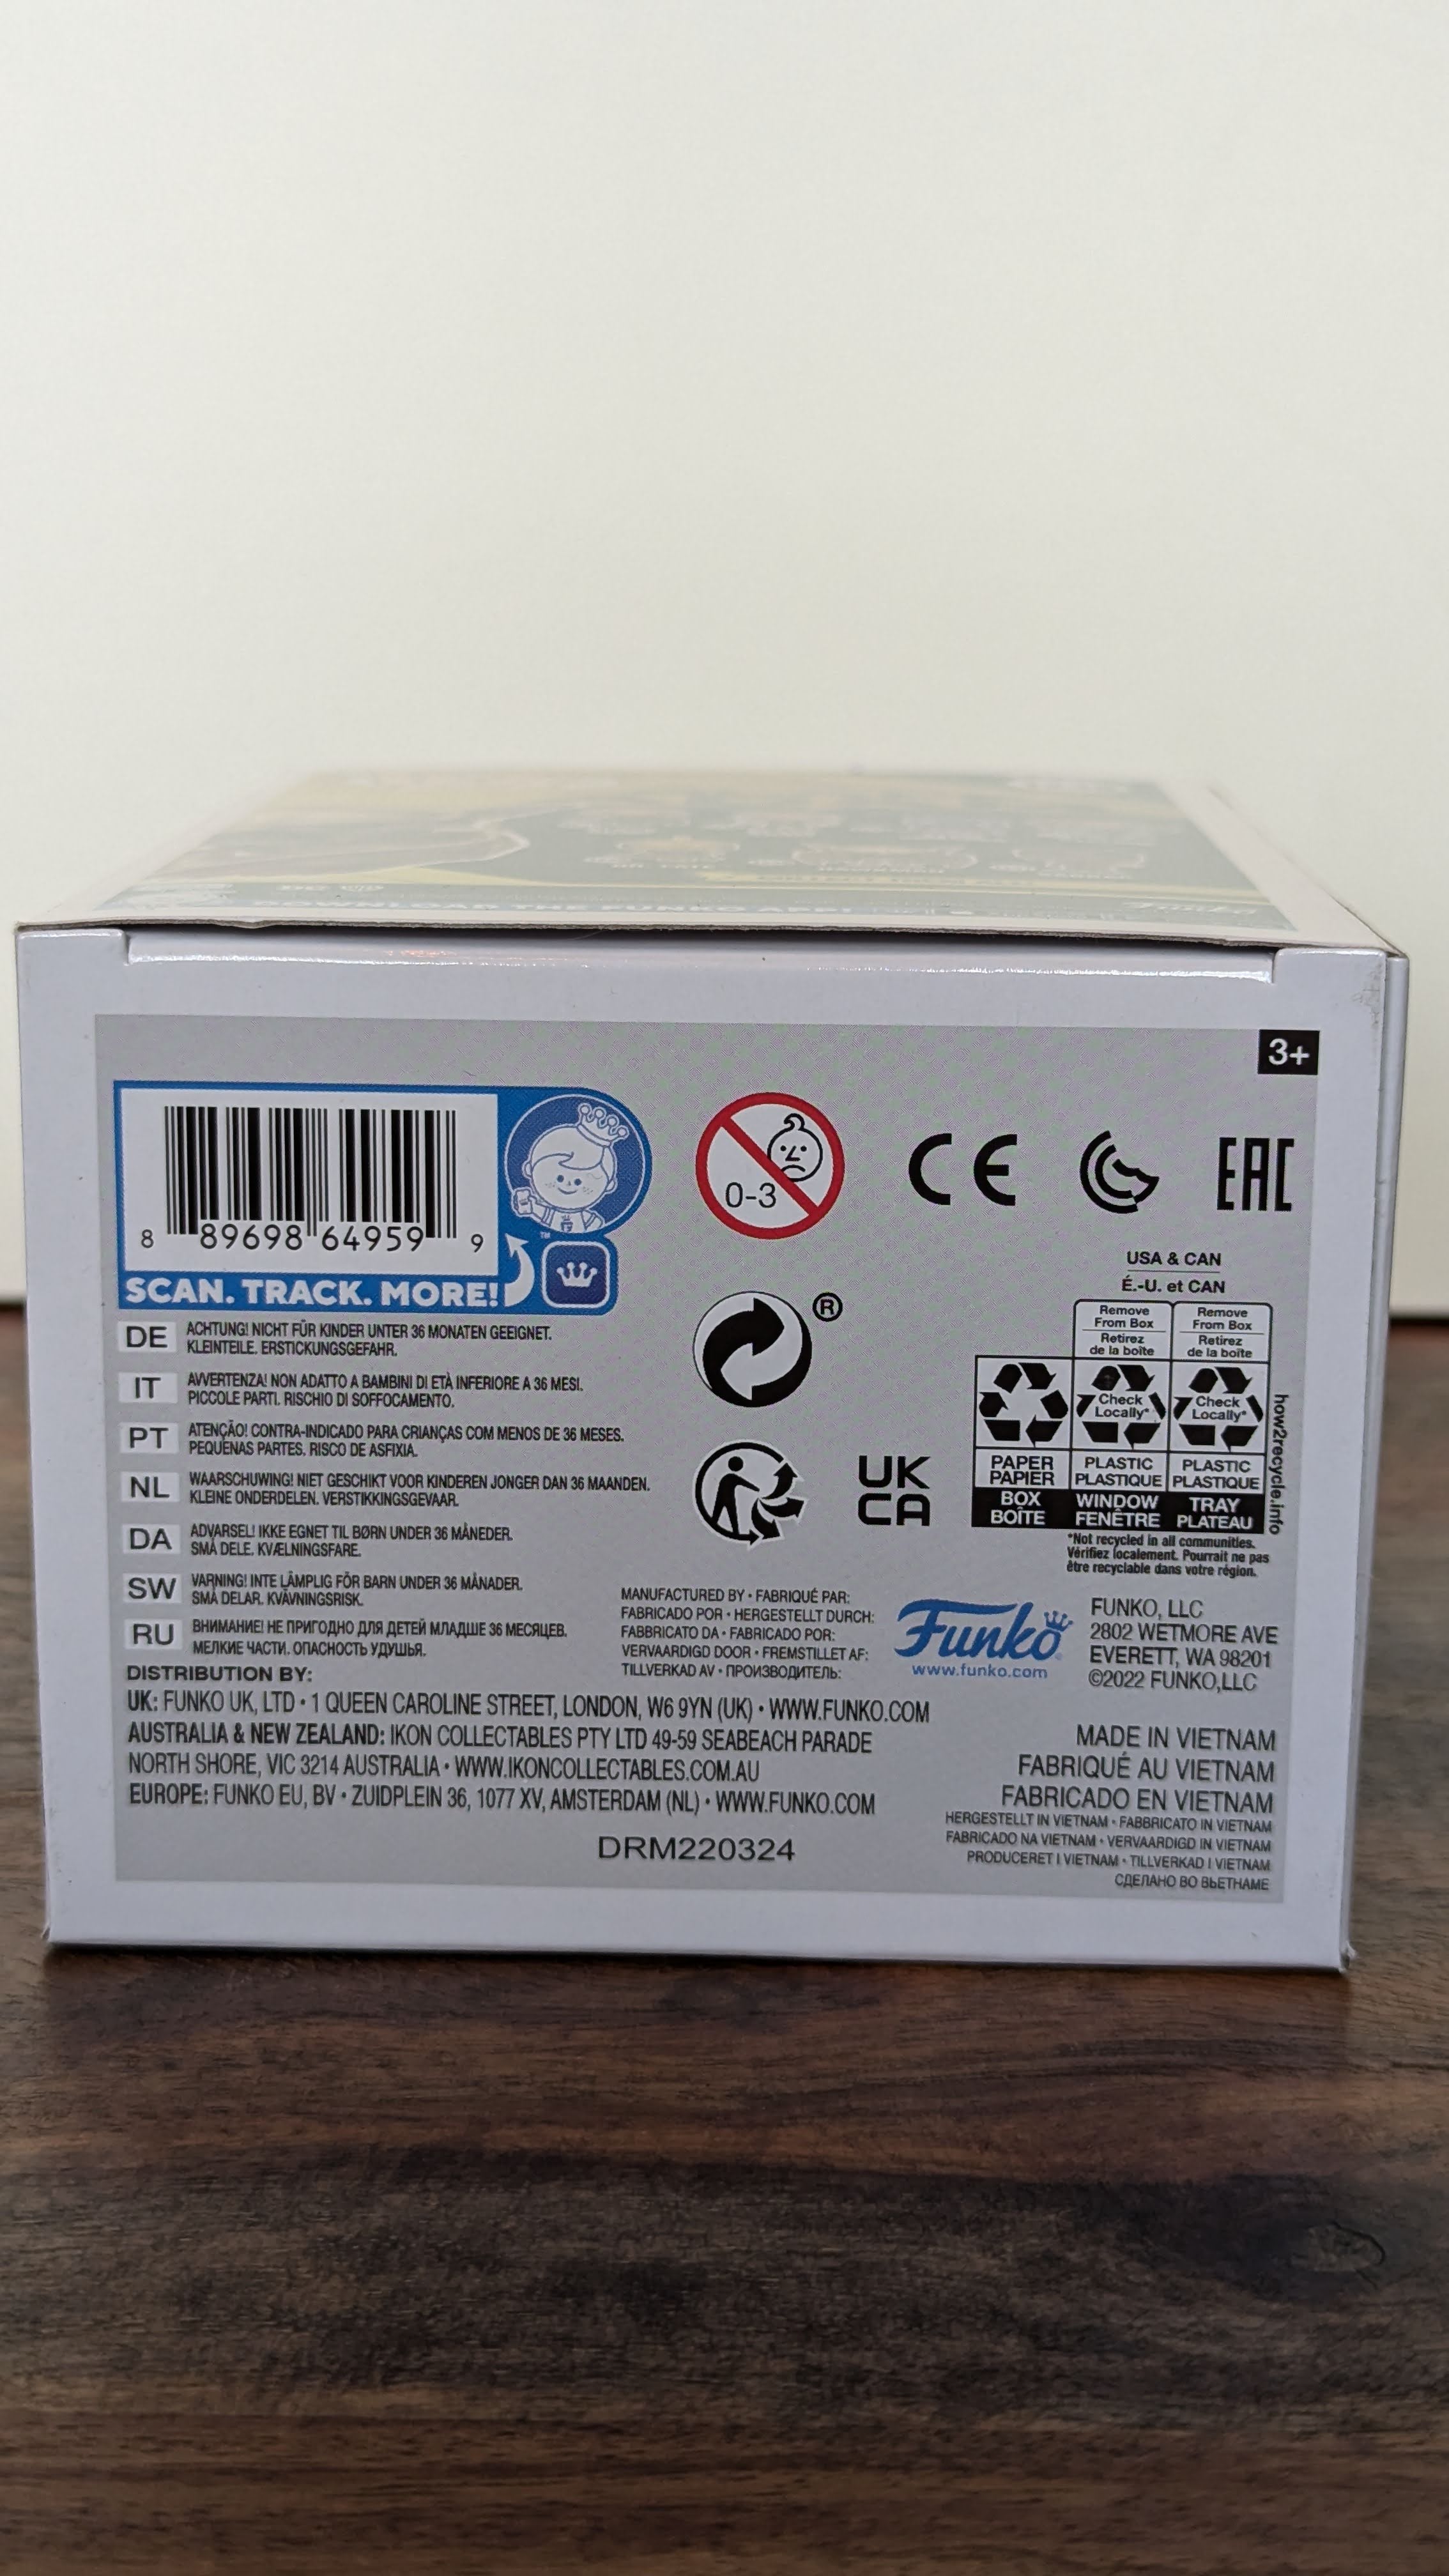 DOWNLOAD THE FUNKO APP!
3+
8 89698 64959 9
™
SCAN. TRACK. MORE!
0-3
CE
EAC
®
USA & CAN
É.-U. et CAN
Remove From Box
Retirez de la boîte
Remove From Box
Retirez de la boîte
Check Locally*
Check Locally*
PAPER
PAPIER
PLASTIC
PLASTIQUE
PLASTIC
PLASTIQUE
BOX
BOÎTE
WINDOW
FENÊTRE
TRAY
PLATEAU
how2recycle.info
*Not recycled in all communities.
Vérifiez localement. Pourrait ne pas
être recyclable dans votre région.
UK
CA
DE ACHTUNG! NICHT FÜR KINDER UNTER 36 MONATEN GEEIGNET.
KLEINTEILE. ERSTICKUNGSGEFAHR.
IT AVVERTENZA! NON ADATTO A BAMBINI DI ETÀ INFERIORE A 36 MESI.
PICCOLE PARTI. RISCHIO DI SOFFOCAMENTO.
PT ATENÇÃO! CONTRA-INDICADO PARA CRIANÇAS COM MENOS DE 36 MESES.
PEQUENAS PARTES. RISCO DE ASFIXIA.
NL WAARSCHUWING! NIET GESCHIKT VOOR KINDEREN JONGER DAN 36 MAANDEN.
KLEINE ONDERDELEN. VERSTIKKINGSGEVAAR.
DA ADVARSEL! IKKE EGNET TIL BØRN UNDER 36 MÅNEDER.
SMÅ DELE. KVÆLNINGSFARE.
SW VARNING! INTE LÄMPLIG FÖR BARN UNDER 36 MÅNADER.
SMÅ DELAR. KVÄVNINGSRISK.
RU ВНИМАНИЕ! НЕ ПРИГОДНО ДЛЯ ДЕТЕЙ МЛАДШЕ 36 МЕСЯЦЕВ.
МЕЛКИЕ ЧАСТИ. ОПАСНОСТЬ УДУШЬЯ.
MANUFACTURED BY • FABRIQUÉ PAR:
FABRICADO POR • HERGESTELLT DURCH:
FABBRICATO DA • FABRICADO POR:
VERVAARDIGD DOOR • FREMSTILLET AF:
TILLVERKAD AV • ПРОИЗВОДИТЕЛЬ:
Funko
www.funko.com
FUNKO, LLC
2802 WETMORE AVE
EVERETT, WA 98201
©2022 FUNKO,LLC
DISTRIBUTION BY:
UK: FUNKO UK, LTD • 1 QUEEN CAROLINE STREET, LONDON, W6 9YN (UK) • WWW.FUNKO.COM
AUSTRALIA & NEW ZEALAND: IKON COLLECTABLES PTY LTD 49-59 SEABEACH PARADE
NORTH SHORE, VIC 3214 AUSTRALIA • WWW.IKONCOLLECTABLES.COM.AU
EUROPE: FUNKO EU, BV • ZUIDPLEIN 36, 1077 XV, AMSTERDAM (NL) • WWW.FUNKO.COM
DRM220324
MADE IN VIETNAM
FABRIQUÉ AU VIETNAM
FABRICADO EN VIETNAM
HERGESTELLT IN VIETNAM • FABBRICATO IN VIETNAM
FABRICADO NA VIETNAM • VERVAARDIGD IN VIETNAM
PRODUCERET I VIETNAM • TILLVERKAD I VIETNAM
СДЕЛАНО ВО ВЬЕТНАМЕ